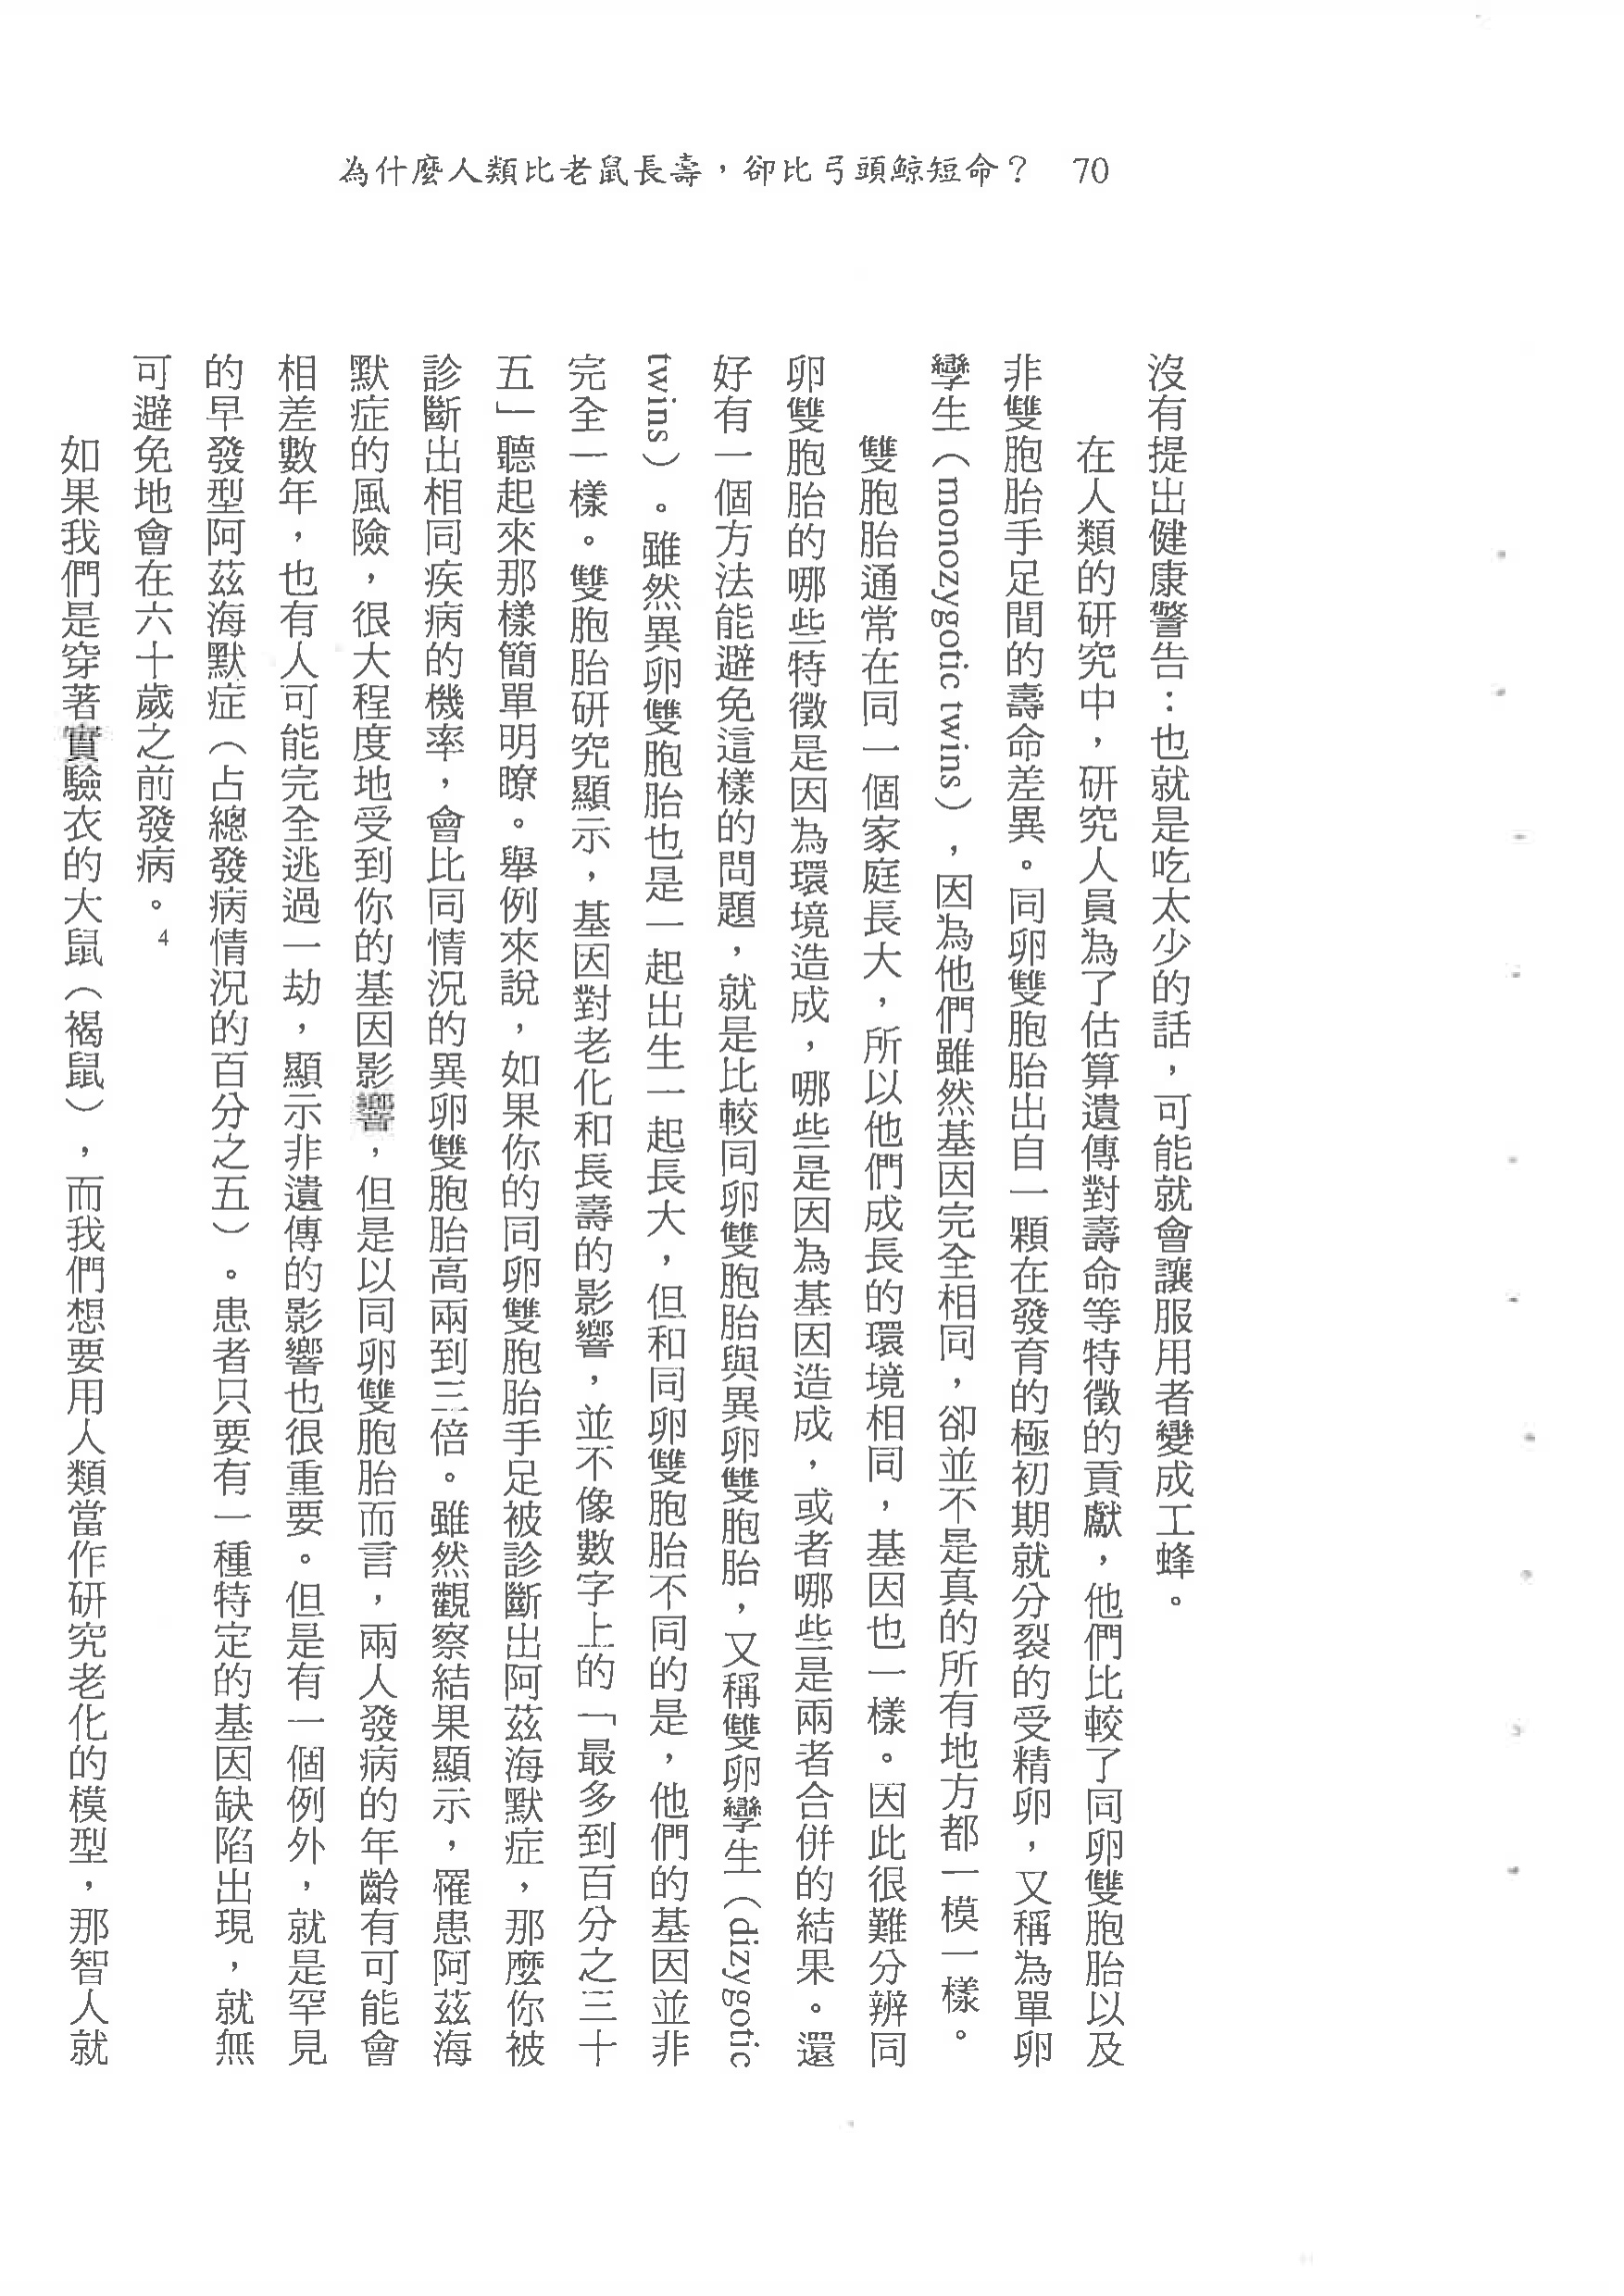 為什麼人類比老鼠長壽，卻比弓頭鯨短命？ 70
沒有提出健康警告：也就是吃太少的話，可能就會讓服用者變成工蜂。
在人類的研究中，研究人員為了估算遺傳對壽命等特徵的貢獻，他們比較了同卵雙胞胎以及
非雙胞胎手足間的壽命差異。同卵雙胞胎出自一顆在發育的極初期就分裂的受精卵，又稱為單卵
孿生（monozygotic twins），因為他們雖然基因完全相同，卻並不是真的所有地方都一模一樣。
雙胞胎通常在同一個家庭長大，所以他們成長的環境相同，基因也一樣。因此很難分辨同
卵雙胞胎的哪些特徵是因為環境造成，哪些是因為基因造成，或者哪些是兩者合併的結果。還
好有一個方法能避免這樣的問題，就是比較同卵雙胞胎與異卵雙胞胎，又稱雙卵孿生（dizygotic
twins）。雖然異卵雙胞胎也是一起出生一起長大，但和同卵雙胞胎不同的是，他們的基因並非
完全一樣。雙胞胎研究顯示，基因對老化和長壽的影響，並不像數字上的「最多到百分之三十
五」聽起來那樣簡單明瞭。舉例來說，如果你的同卵雙胞胎手足被診斷出阿茲海默症，那麼你被
診斷出相同疾病的機率，會比同情況的異卵雙胞胎高兩到三倍。雖然觀察結果顯示，罹患阿茲海
默症的風險，很大程度地受到你的基因影響，但是以同卵雙胞胎而言，兩人發病的年齡有可能會
相差數年，也有人可能完全逃過一劫，顯示非遺傳的影響也很重要。但是有一個例外，就是罕見
的早發型阿茲海默症（占總發病情況的百分之五）。患者只要有一種特定的基因缺陷出現，就無
可避免地會在六十歲之前發病。4
如果我們是穿著實驗衣的大鼠（褐鼠），而我們想要用人類當作研究老化的模型，那智人就